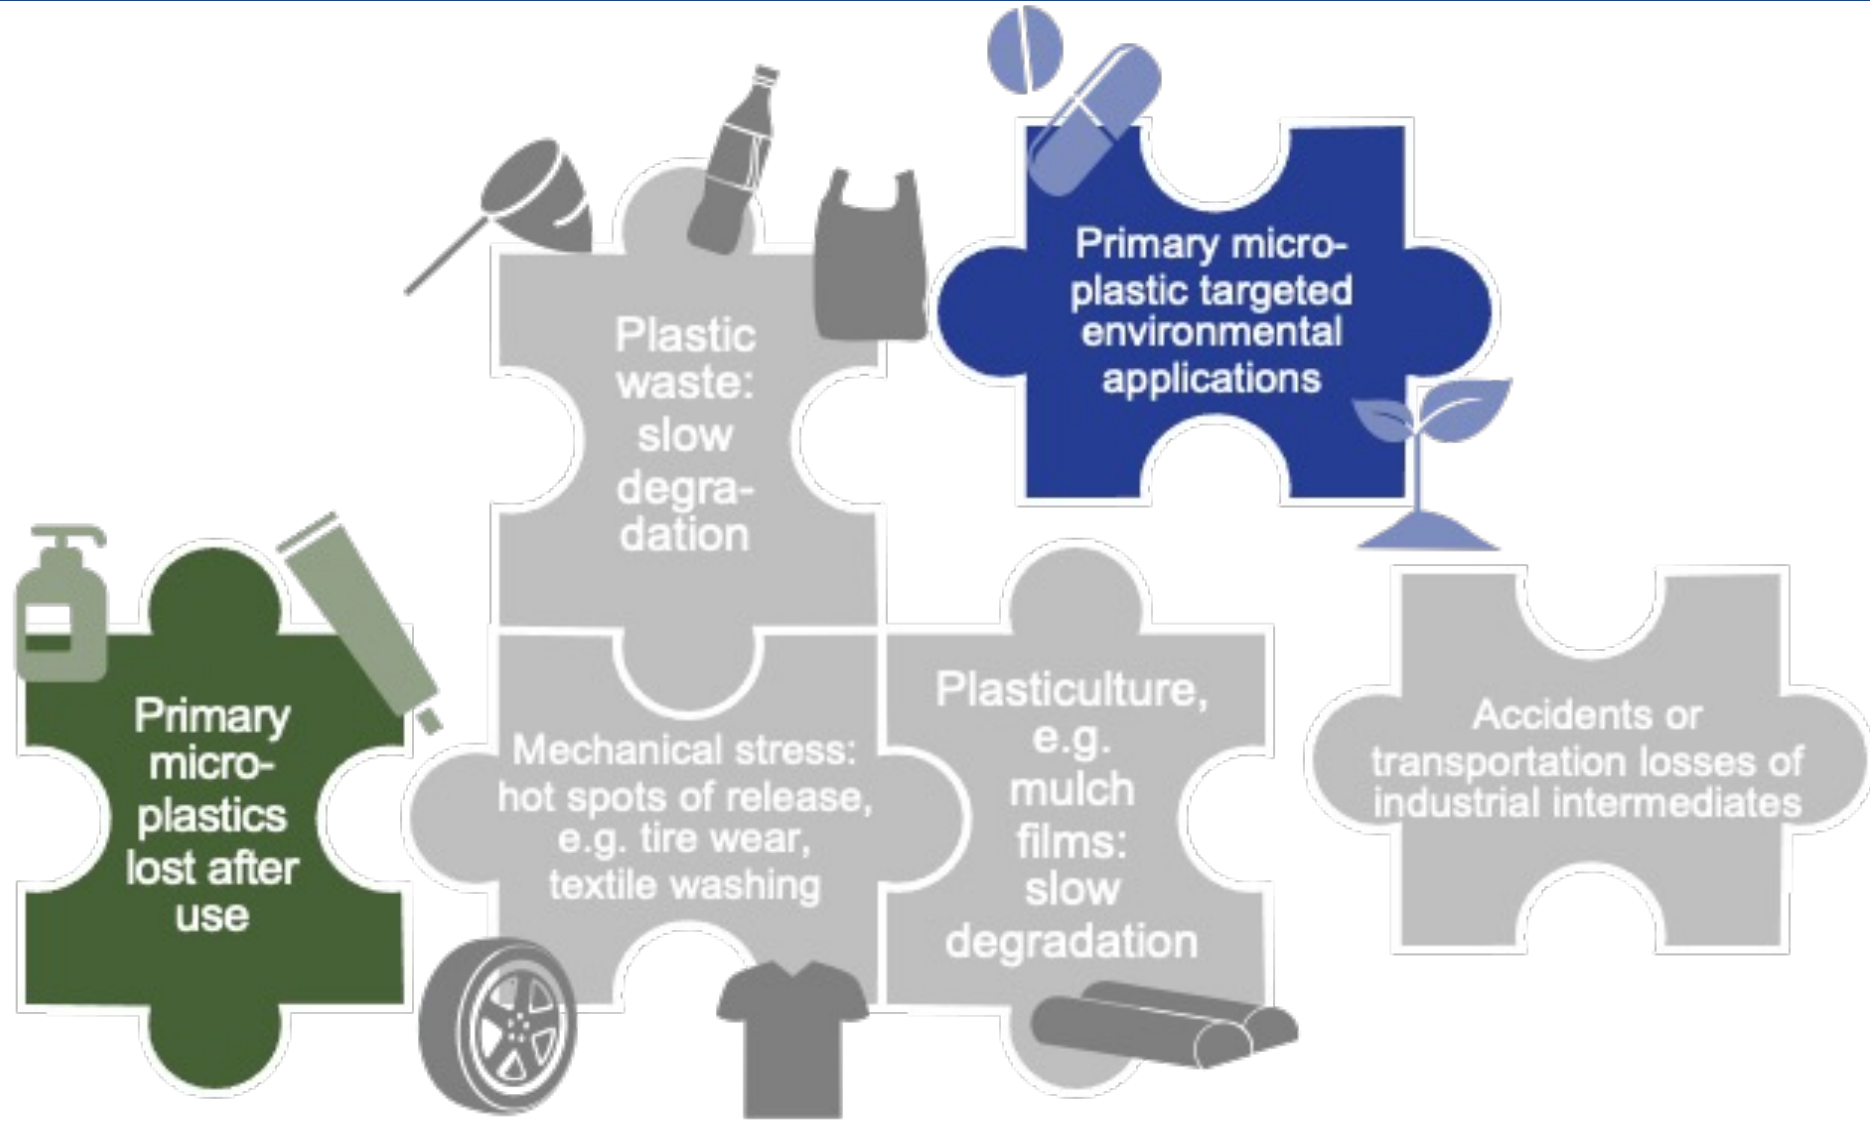 Primary micro-
plastic targeted
environmental
applications
Plastic
waste:
slow
degra-
dation
Primary
micro-
plastics
lost after
use
Mechanical stress:
hot spots of release,
e.g. tire wear,
textile washing
Plasticulture,
e.g.
mulch
films:
slow
degradation
Accidents or
transportation losses of
industrial intermediates